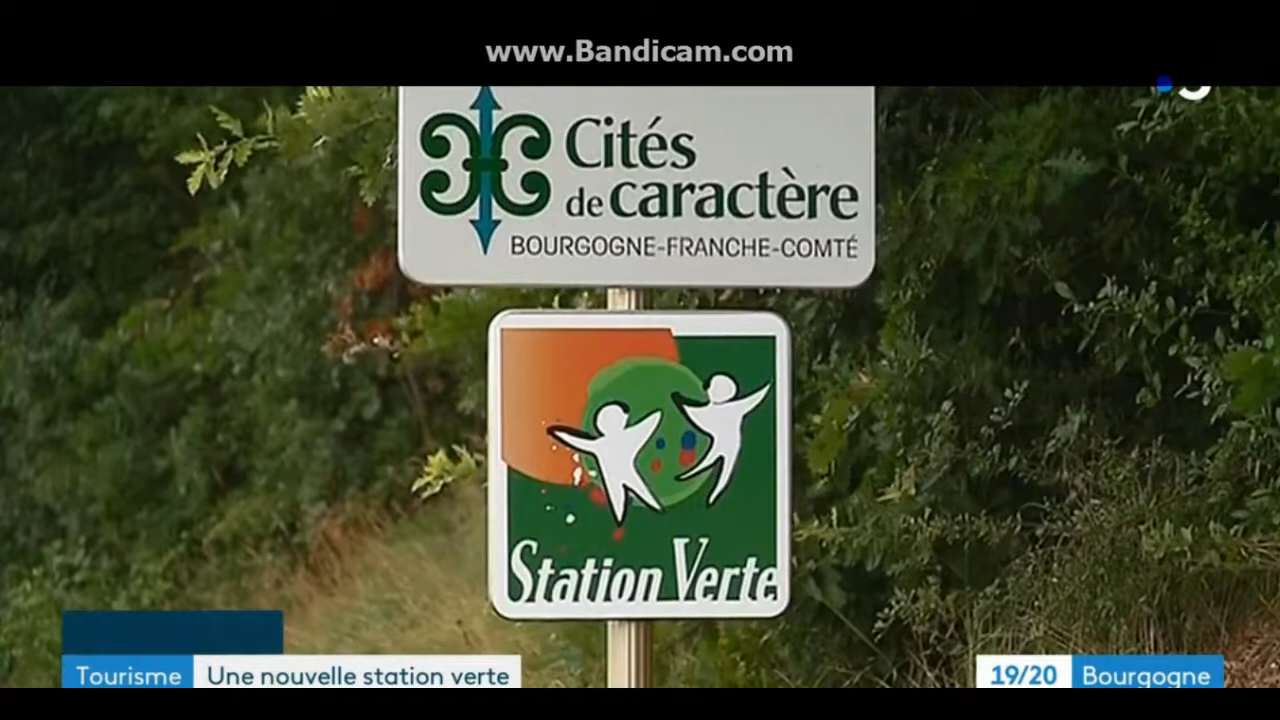 www.Bandicam.com
Cités
de caractère
BOURGOGNE-FRANCHE-COMTÉ
Station Verte
Tourisme Une nouvelle station verte
19/20 Bourgogne